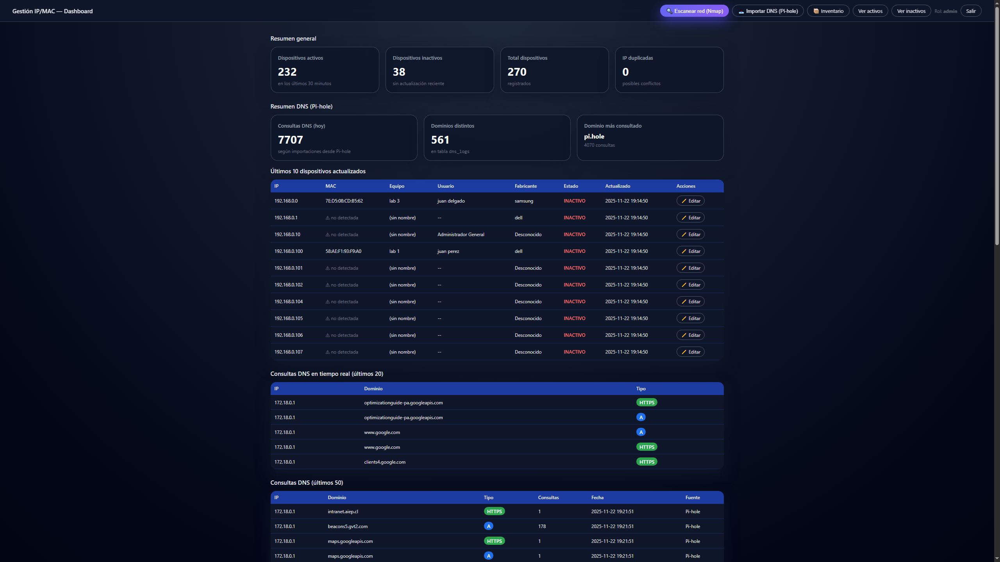 Gestión IP/MAC — Dashboard
Escanear red (Nmap) Importar DNS (Pi-hole) Inventario Ver activos Ver inactivos Rol: admin Salir
Resumen general
Dispositivos activos
232
en los últimos 30 minutos
Dispositivos inactivos
38
sin actualización reciente
Total dispositivos
270
registrados
IP duplicadas
0
posibles conflictos
Resumen DNS (Pi-hole)
Consultas DNS (hoy)
7707
según importaciones desde Pi-hole
Dominios distintos
561
en tabla dns_logs
Dominio más consultado
pi.hole
4070 consultas
Últimos 10 dispositivos actualizados
IP MAC Equipo Usuario Fabricante Estado Actualizado Acciones
192.168.0.0 7E:D5:08:CD:B5:62 lab 3 juan delgado samsung INACTIVO 2025-11-22 19:14:50 Editar
192.168.0.1 ⚠ no detectada (sin nombre) -- dell INACTIVO 2025-11-22 19:14:50 Editar
192.168.0.10 ⚠ no detectada (sin nombre) Administrador General Desconocido INACTIVO 2025-11-22 19:14:50 Editar
192.168.0.100 58:AE:F1:93:F9:A0 lab 1 juan perez dell INACTIVO 2025-11-22 19:14:50 Editar
192.168.0.101 ⚠ no detectada (sin nombre) -- Desconocido INACTIVO 2025-11-22 19:14:50 Editar
192.168.0.102 ⚠ no detectada (sin nombre) -- Desconocido INACTIVO 2025-11-22 19:14:50 Editar
192.168.0.104 ⚠ no detectada (sin nombre) -- Desconocido INACTIVO 2025-11-22 19:14:50 Editar
192.168.0.105 ⚠ no detectada (sin nombre) -- Desconocido INACTIVO 2025-11-22 19:14:50 Editar
192.168.0.106 ⚠ no detectada (sin nombre) -- Desconocido INACTIVO 2025-11-22 19:14:50 Editar
192.168.0.107 ⚠ no detectada (sin nombre) -- Desconocido INACTIVO 2025-11-22 19:14:50 Editar
Consultas DNS en tiempo real (últimos 20)
IP Dominio Tipo
172.18.0.1 optimizationguide-pa.googleapis.com HTTPS
172.18.0.1 optimizationguide-pa.googleapis.com A
172.18.0.1 www.google.com A
172.18.0.1 www.google.com HTTPS
172.18.0.1 clients4.google.com HTTPS
Consultas DNS (últimos 50)
IP Dominio Tipo Consultas Fecha Fuente
172.18.0.1 intranet.aiep.cl HTTPS 1 2025-11-22 19:21:51 Pi-hole
172.18.0.1 beacons5.gvt2.com A 178 2025-11-22 19:21:51 Pi-hole
172.18.0.1 maps.googleapis.com HTTPS 1 2025-11-22 19:21:51 Pi-hole
172.18.0.1 maps.googleapis.com A 1 2025-11-22 19:21:51 Pi-hole